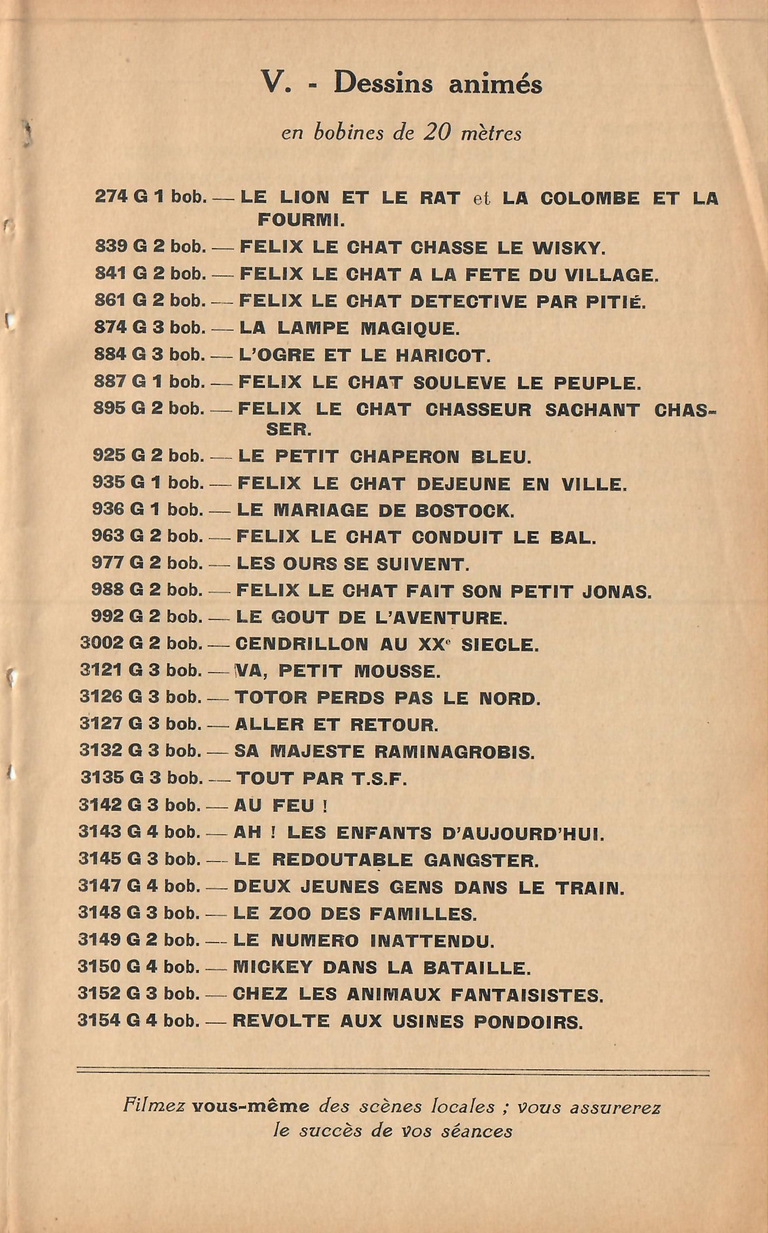 V. - Dessins animés
en bobines de 20 mètres
274 G 1 bob. — LE LION ET LE RAT et LA COLOMBE ET LA
FOURMI.
839 G 2 bob. — FELIX LE CHAT CHASSE LE WISKY.
841 G 2 bob. — FELIX LE CHAT A LA FETE DU VILLAGE.
861 G 2 bob. — FELIX LE CHAT DETECTIVE PAR PITIÉ.
874 G 3 bob. — LA LAMPE MAGIQUE.
884 G 3 bob. — L'OGRE ET LE HARICOT.
887 G 1 bob. — FELIX LE CHAT SOULEVE LE PEUPLE.
895 G 2 bob. — FELIX LE CHAT CHASSEUR SACHANT CHAS-
SER.
925 G 2 bob. — LE PETIT CHAPERON BLEU.
935 G 1 bob. — FELIX LE CHAT DEJEUNE EN VILLE.
936 G 1 bob. — LE MARIAGE DE BOSTOCK.
963 G 2 bob. — FELIX LE CHAT CONDUIT LE BAL.
977 G 2 bob. — LES OURS SE SUIVENT.
988 G 2 bob. — FELIX LE CHAT FAIT SON PETIT JONAS.
992 G 2 bob. — LE GOUT DE L'AVENTURE.
3002 G 2 bob. — CENDRILLON AU XXe SIECLE.
3121 G 3 bob. — VA, PETIT MOUSSE.
3126 G 3 bob. — TOTOR PERDS PAS LE NORD.
3127 G 3 bob. — ALLER ET RETOUR.
3132 G 3 bob. — SA MAJESTE RAMINAGROBIS.
3135 G 3 bob. — TOUT PAR T.S.F.
3142 G 3 bob. — AU FEU !
3143 G 4 bob. — AH ! LES ENFANTS D'AUJOURD'HUI.
3145 G 3 bob. — LE REDOUTABLE GANGSTER.
3147 G 4 bob. — DEUX JEUNES GENS DANS LE TRAIN.
3148 G 3 bob. — LE ZOO DES FAMILLES.
3149 G 2 bob. — LE NUMERO INATTENDU.
3150 G 4 bob. — MICKEY DANS LA BATAILLE.
3152 G 3 bob. — CHEZ LES ANIMAUX FANTAISISTES.
3154 G 4 bob. — REVOLTE AUX USINES PONDOIRS.
Filmez vous-même des scènes locales ; vous assurerez
le succès de vos séances